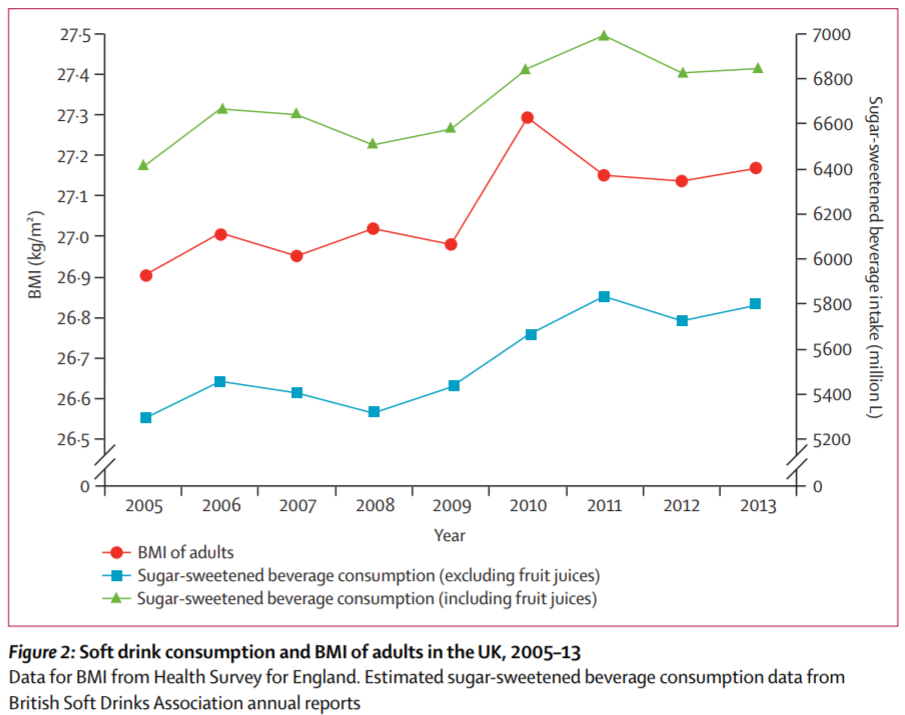 27·5
27·4
27·3
27·2
27·1
27·0
26·9
26·8
26·7
26·6
26·5
0
BMI (kg/m²)
7000
6800
6600
6400
6200
6000
5800
5600
5400
5200
0
Sugar-sweetened beverage intake (million L)
2005 2006 2007 2008 2009 2010 2011 2012 2013
Year
BMI of adults
Sugar-sweetened beverage consumption (excluding fruit juices)
Sugar-sweetened beverage consumption (including fruit juices)
Figure 2: Soft drink consumption and BMI of adults in the UK, 2005–13
Data for BMI from Health Survey for England. Estimated sugar-sweetened beverage consumption data from
British Soft Drinks Association annual reports